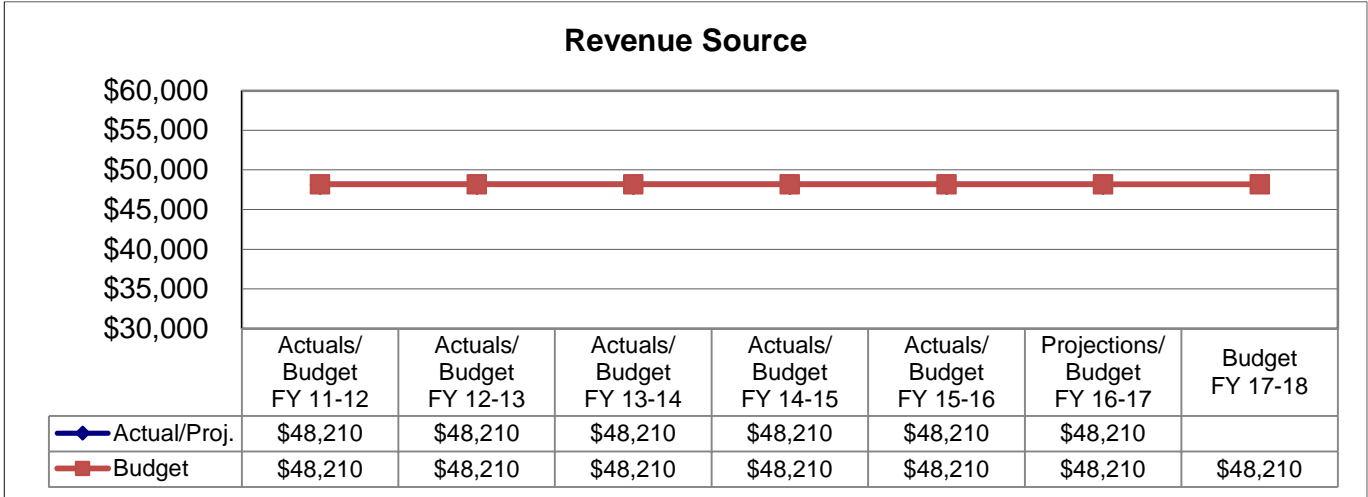 Revenue Source
$60,000
$55,000
$50,000
$45,000
$40,000
$35,000
$30,000
Actuals/ Actuals/ Actuals/ Actuals/ Actuals/ Projections/ Budget
Budget Budget Budget Budget Budget Budget FY 17-18
FY 11-12 FY 12-13 FY 13-14 FY 14-15 FY 15-16 FY 16-17
Actual/Proj. $48,210 $48,210 $48,210 $48,210 $48,210 $48,210
Budget $48,210 $48,210 $48,210 $48,210 $48,210 $48,210 $48,210